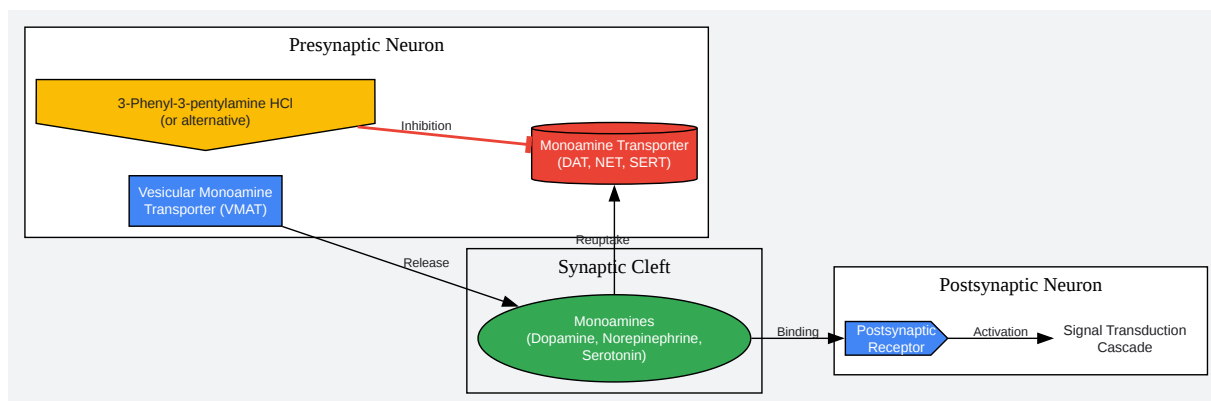 Presynaptic Neuron
3-Phenyl-3-pentylamine HCl
(or alternative)
Inhibition
Monoamine Transporter
(DAT, NET, SERT)
Vesicular Monoamine
Transporter (VMAT)
Release
Reuptake
Synaptic Cleft
Monoamines
(Dopamine, Norepinephrine,
Serotonin)
Binding
Postsynaptic Neuron
Postsynaptic
Receptor
Activation
Signal Transduction
Cascade